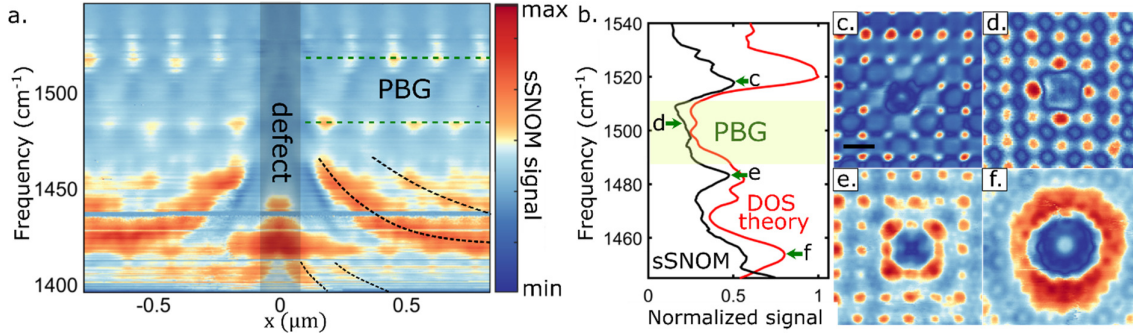 a.
Frequency (cm⁻¹)
1500
1450
1400
-0.5
0
0.5
x (μm)
defect
PBG
max
sSNOM signal
min
b.
Frequency (cm⁻¹)
1540
1520
1500
1480
1460
0
0.5
1
Normalized signal
c
d
PBG
e
DOS
theory
f
sSNOM
c.
d.
e.
f.